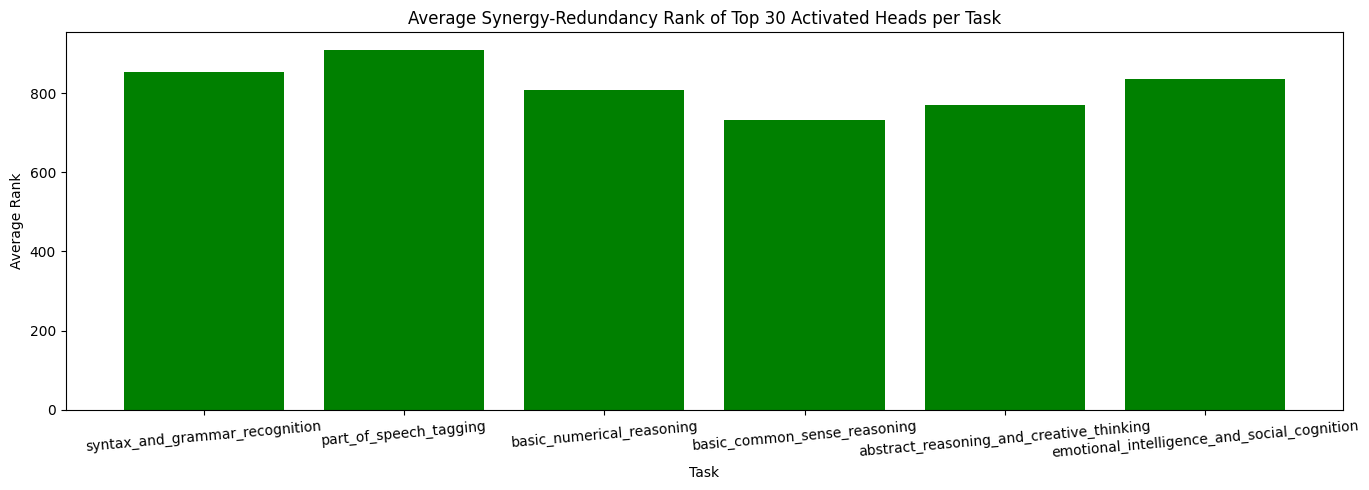 Average Synergy-Redundancy Rank of Top 30 Activated Heads per Task
Average Rank
800
600
400
200
0
syntax_and_grammar_recognition
part_of_speech_tagging
basic_numerical_reasoning
basic_common_sense_reasoning
abstract_reasoning_and_creative_thinking
emotional_intelligence_and_social_cognition
Task